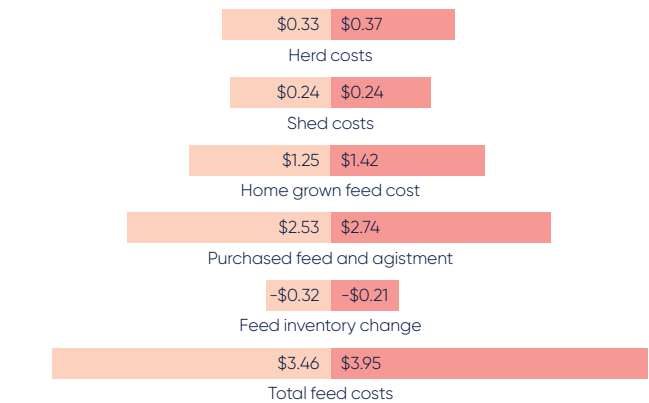 $0.33 $0.37
Herd costs
$0.24 $0.24
Shed costs
$1.25 $1.42
Home grown feed cost
$2.53 $2.74
Purchased feed and agistment
-$0.32 -$0.21
Feed inventory change
$3.46 $3.95
Total feed costs